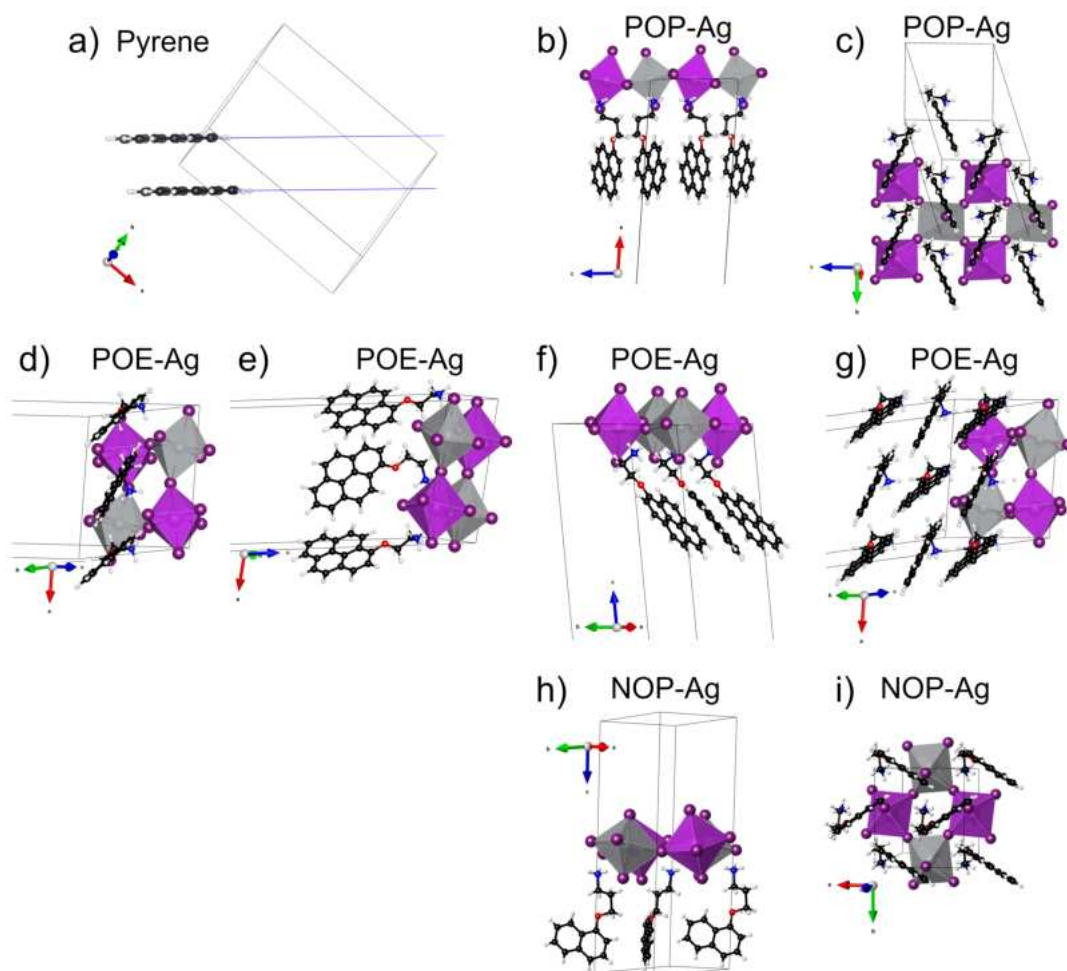 a) Pyrene
b) POP-Ag
c) POP-Ag
d) POE-Ag
e) POE-Ag
f) POE-Ag
g) POE-Ag
h) NOP-Ag
i) NOP-Ag